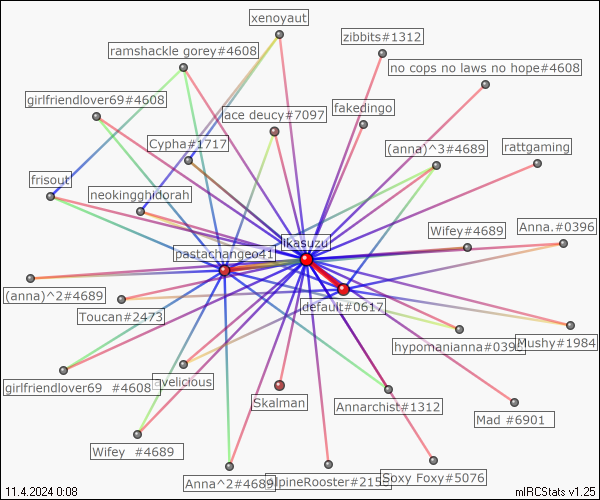 xenoyaut
zibbits#1312
ramshackle gorey#4608
no cops no laws no hope#4608
girlfriendlover69#4608
ace deucy#7097
fakedingo
Cypha#1717
(anna)^3#4689
rattgaming
frisout
neokingghidorah
Wifey#4689
Anna.#0396
ikasuzu
pastachangeo41
(anna)^2#4689
default#0617
Toucan#2473
hypomanianna#039
Mushy#1984
girlfriendlover69 #4608
avelicious
Skalman
Annarchist#1312
Mad #6901
Wifey #4689
Anna^2#4689
AlpineRooster#215
Soxy Foxy#5076
11.4.2024 0:08
mIRCStats v1.25